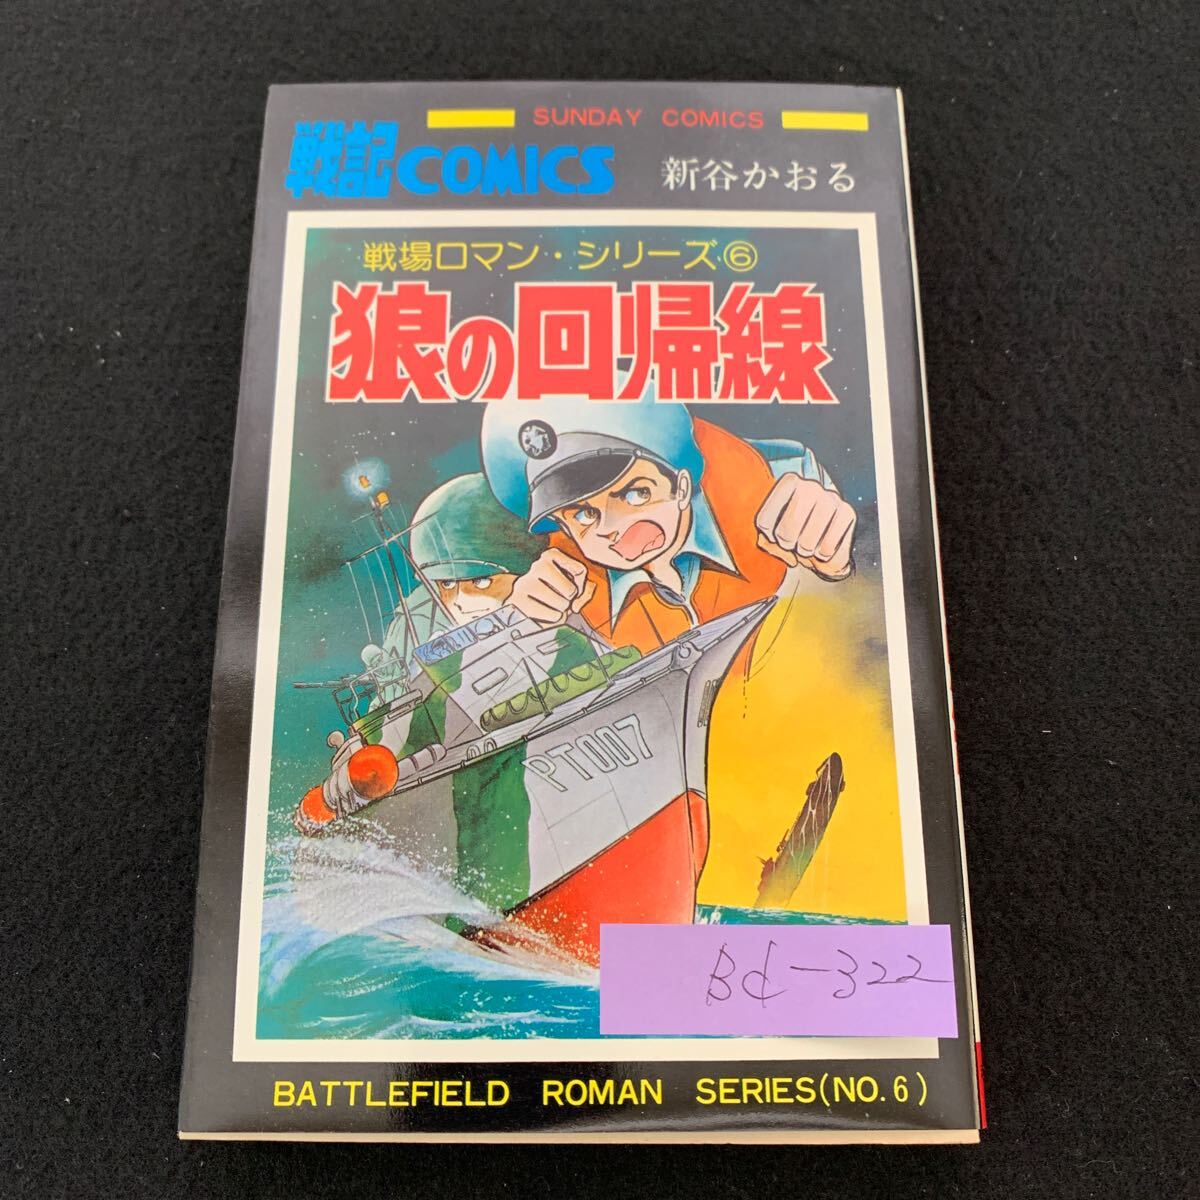 SUNDAY COMICS
戦記COMICS 新谷かおる
戦場ロマン・シリーズ⑥
狼の回帰線
PT007
Bd-322
BATTLEFIELD ROMAN SERIES(NO.6)